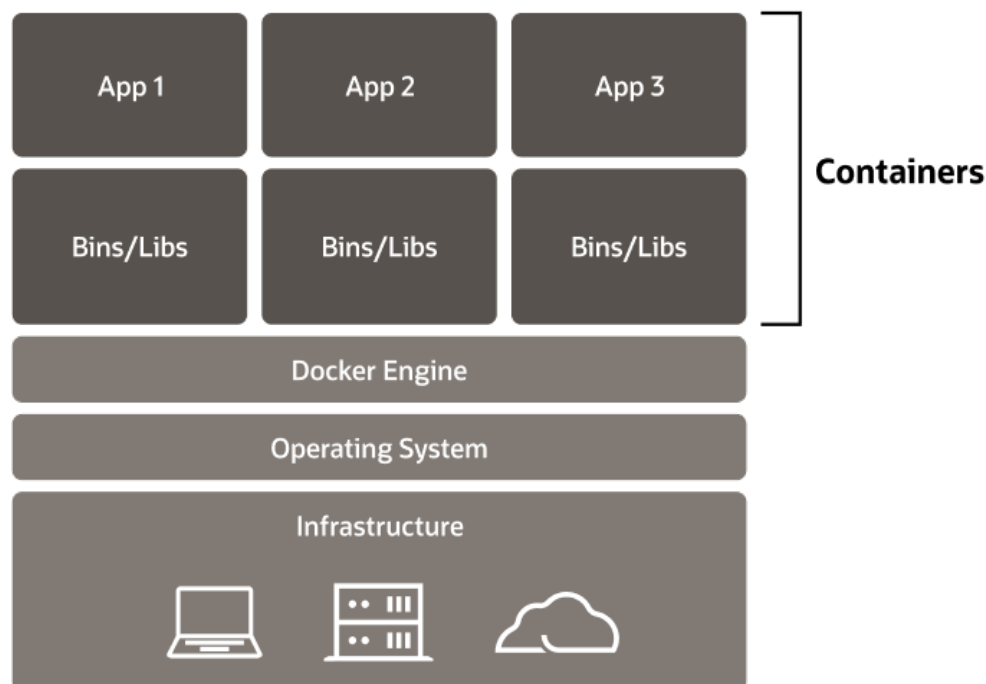 App 1
App 2
App 3
Containers
Bins/Libs
Bins/Libs
Bins/Libs
Docker Engine
Operating System
Infrastructure